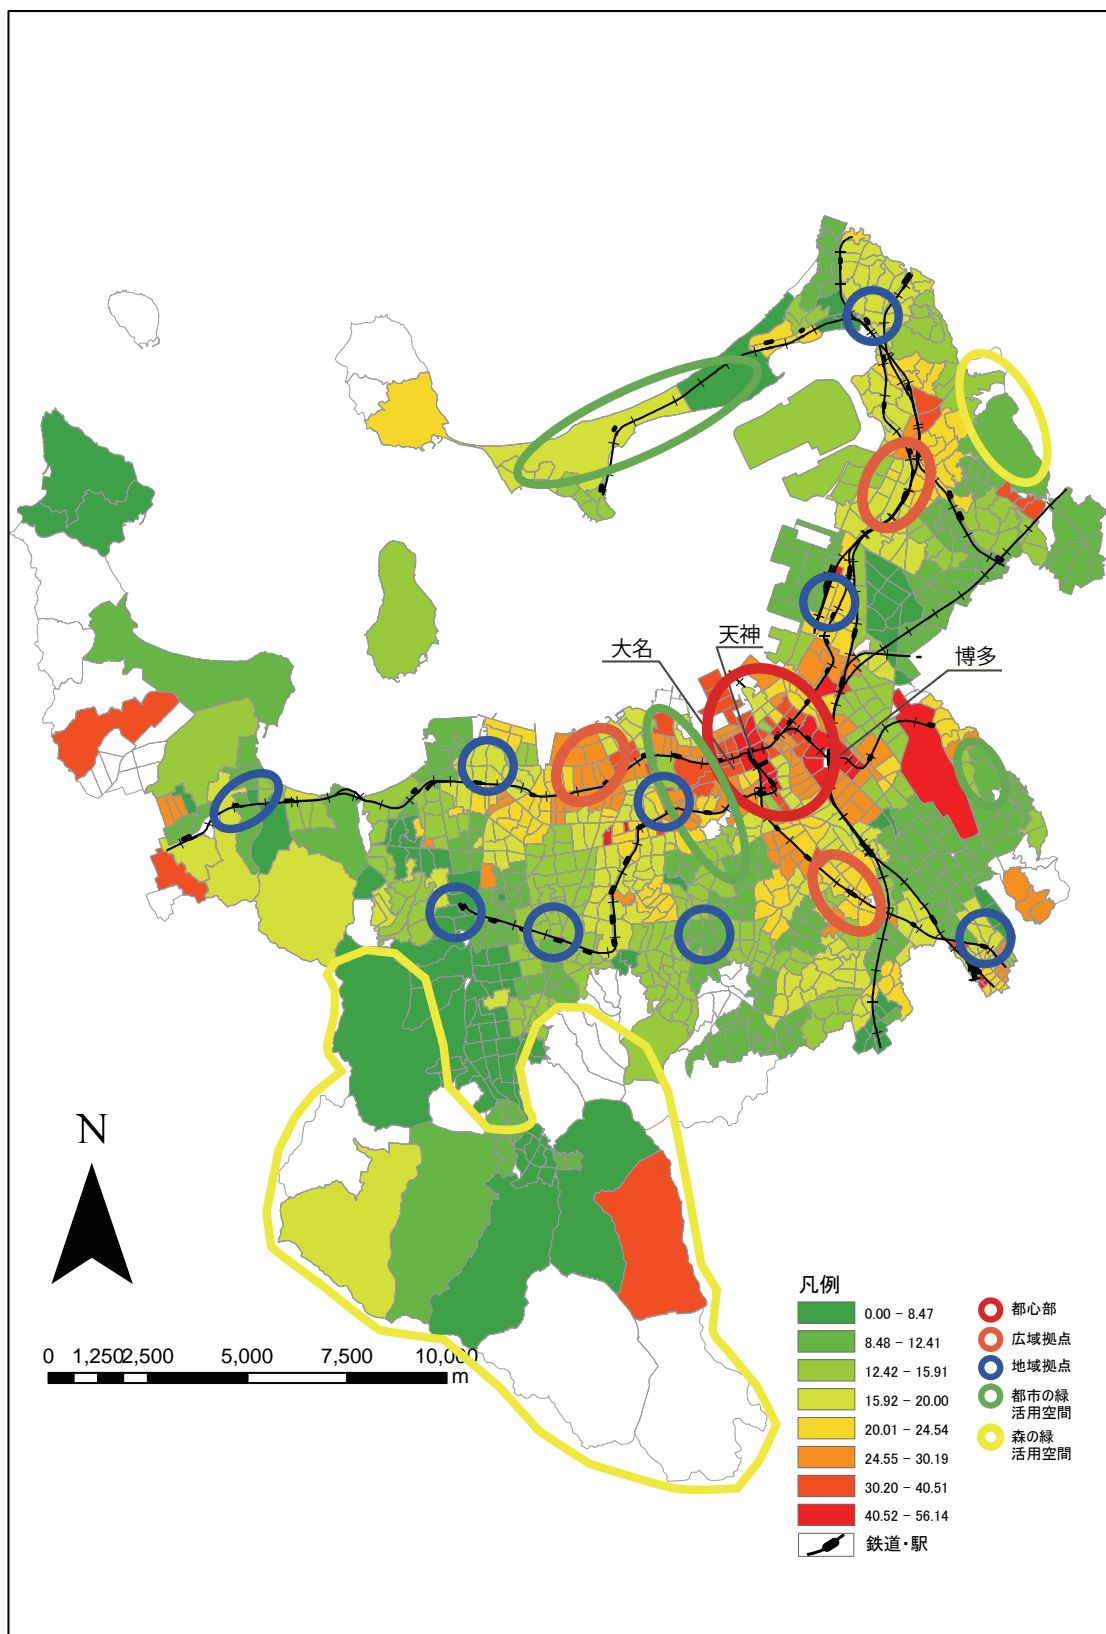 大名
天神
博多
N
0 1,250 2,500 5,000 7,500 10,000
m
凡例
0.00 - 8.47
8.48 - 12.41
12.42 - 15.91
15.92 - 20.00
20.01 - 24.54
24.55 - 30.19
30.20 - 40.51
40.52 - 56.14
鉄道・駅
都心部
広域拠点
地域拠点
都市の緑
活用空間
森の緑
活用空間